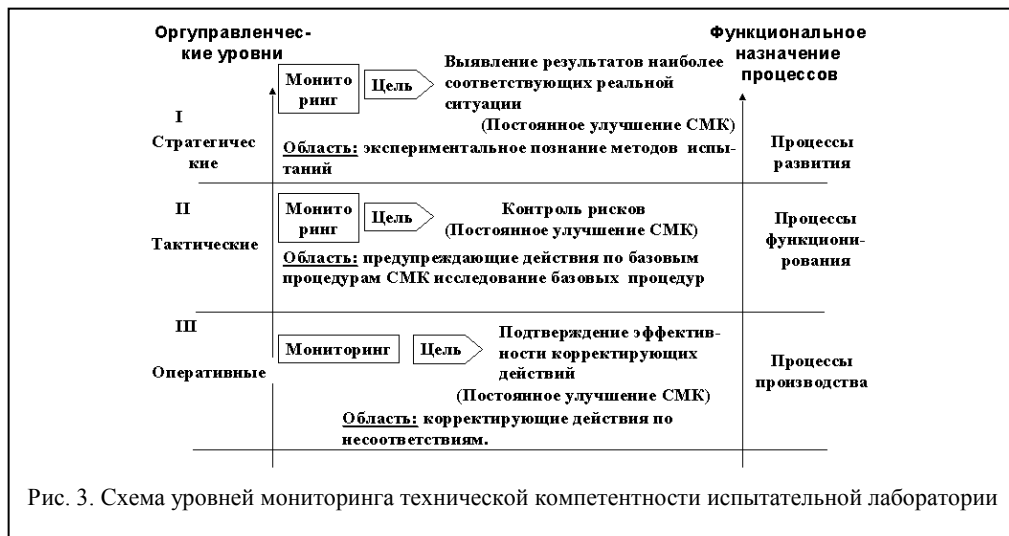 Оргуправленчес-
кие уровни
Функциональное
назначение
процессов
I
Стратегичес
кие
Монито
ринг
Цель
Выявление результатов наиболее
соответствующих реальной
ситуации
(Постоянное улучшение СМК)
Область: экспериментальное познание методов испы-
таний
Процессы
развития
II
Тактические
Монито
ринг
Цель
Контроль рисков
(Постоянное улучшение СМК)
Область: предупреждающие действия по базовым
процедурам СМК исследование базовых процедур
Процессы
функциони-
рования
III
Оперативные
Мониторинг
Цель
Подтверждение эффектив-
ности корректирующих
действий
(Постоянное улучшение СМК)
Область: корректирующие действия по
несоответствиям.
Процессы
производства
Рис. 3. Схема уровней мониторинга технической компетентности испытательной лаборатории